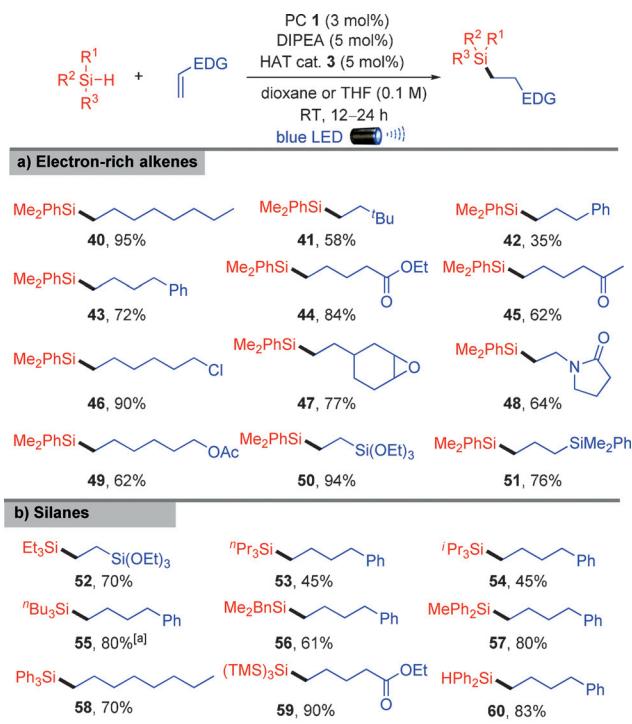 PC 1 (3 mol%)
DIPEA (5 mol%)
HAT cat. 3 (5 mol%)
R¹
R²-Si-H
R³
+
EDG
dioxane or THF (0.1 M)
RT, 12–24 h
blue LED
R² R¹
R³ Si
EDG
a) Electron-rich alkenes
Me₂PhSi
40, 95%
Me₂PhSi ᵗBu
41, 58%
Me₂PhSi Ph
42, 35%
Me₂PhSi Ph
43, 72%
Me₂PhSi OEt O
44, 84%
Me₂PhSi O
45, 62%
Me₂PhSi Cl
46, 90%
Me₂PhSi O
47, 77%
Me₂PhSi N O
48, 64%
Me₂PhSi OAc
49, 62%
Me₂PhSi Si(OEt)₃
50, 94%
Me₂PhSi SiMe₂Ph
51, 76%
b) Silanes
Et₃Si Si(OEt)₃
52, 70%
ⁿPr₃Si Ph
53, 45%
ⁱPr₃Si Ph
54, 45%
ⁿBu₃Si Ph
55, 80%[a]
Me₂BnSi Ph
56, 61%
MePh₂Si Ph
57, 80%
Ph₃Si
58, 70%
(TMS)₃Si OEt O
59, 90%
HPh₂Si Ph
60, 83%